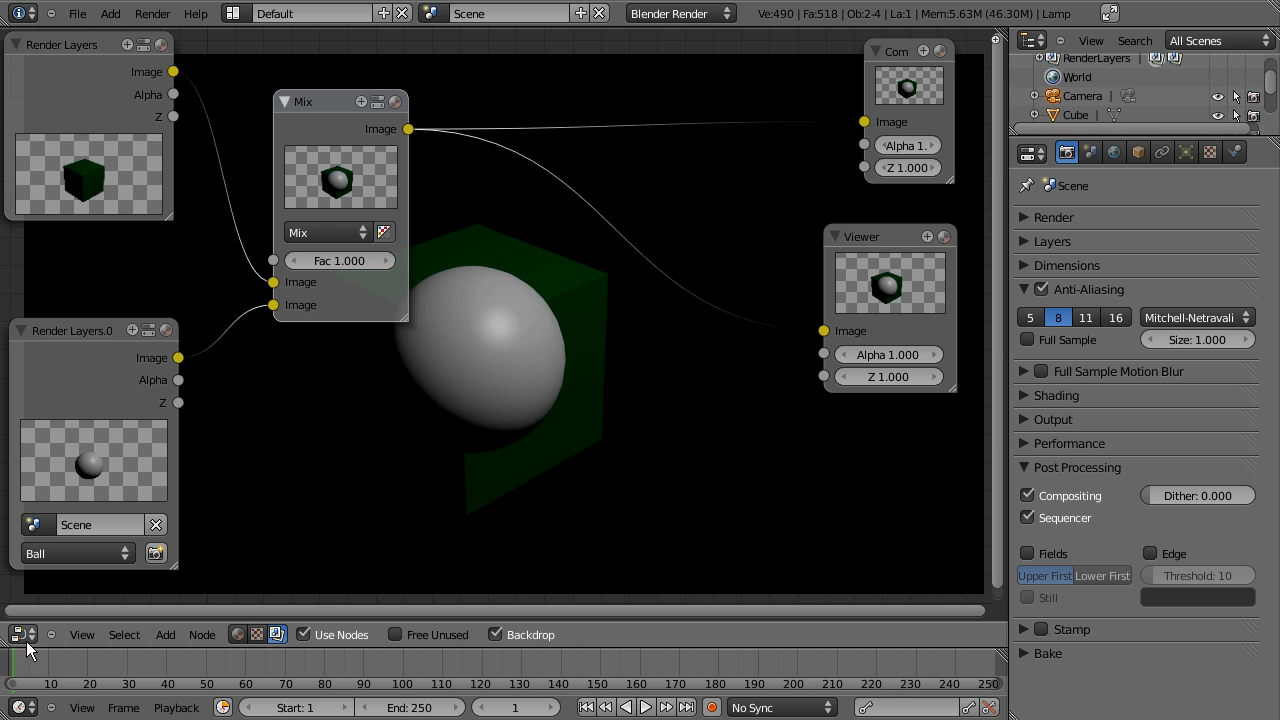 File Add Render Help Default Scene Blender Render Ve:490 | Fa:518 | Ob:2-4 | La:1 | Mem:5.63M (46.30M) | Lamp
View Search All Scenes
RenderLayers
World
Camera
Cube
Scene
Render
Layers
Dimensions
Anti-Aliasing
5 8 11 16 Mitchell-Netravali
Full Sample Size: 1.000
Full Sample Motion Blur
Shading
Output
Performance
Post Processing
Compositing Dither: 0.000
Sequencer
Fields Edge
Upper First Lower First Threshold: 10
Still
Stamp
Bake
Render Layers
Image
Alpha
Z
Mix
Image
Mix
Fac 1.000
Image
Image
Com
Image
Alpha 1.
Z 1.000
Viewer
Image
Alpha 1.000
Z 1.000
Render Layers.0
Image
Alpha
Z
Scene
Ball
View Select Add Node Use Nodes Free Unused Backdrop
10 20 30 40 50 60 70 80 90 100 110 120 130 140 150 160 170 180 190 200 210 220 230 240 250
View Frame Playback Start: 1 End: 250 1 No Sync